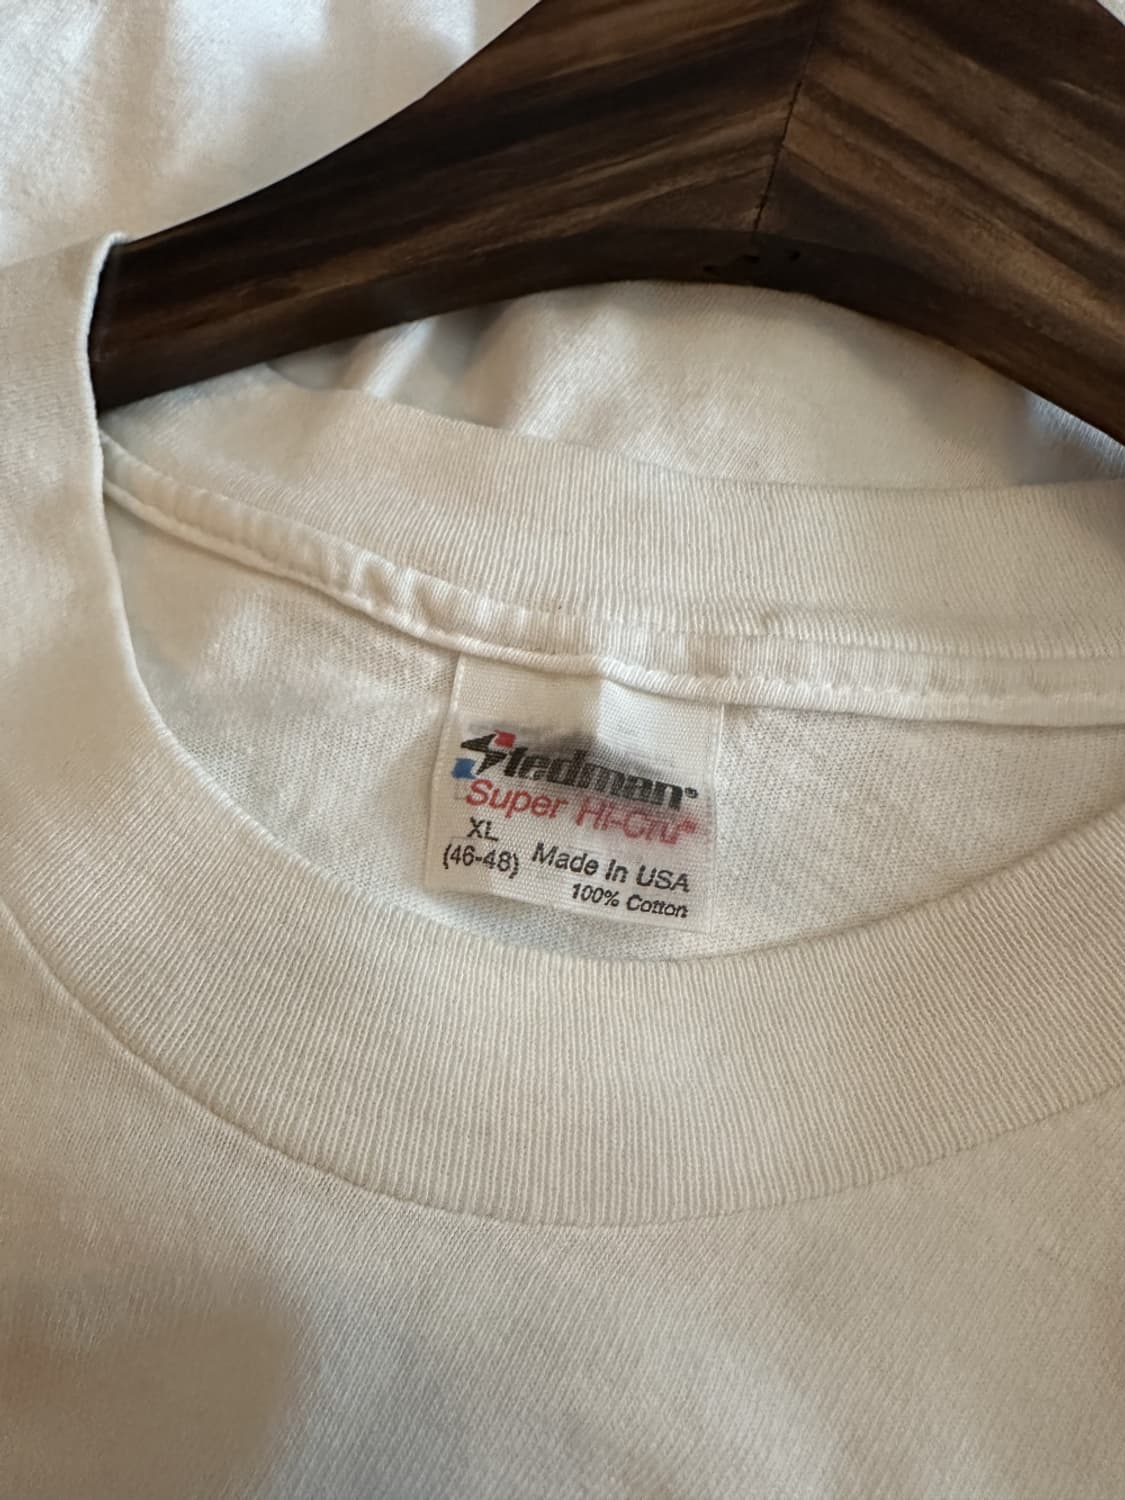 Stedman®
Super Hi-Cru®
XL
(46-48)
Made In USA
100% Cotton